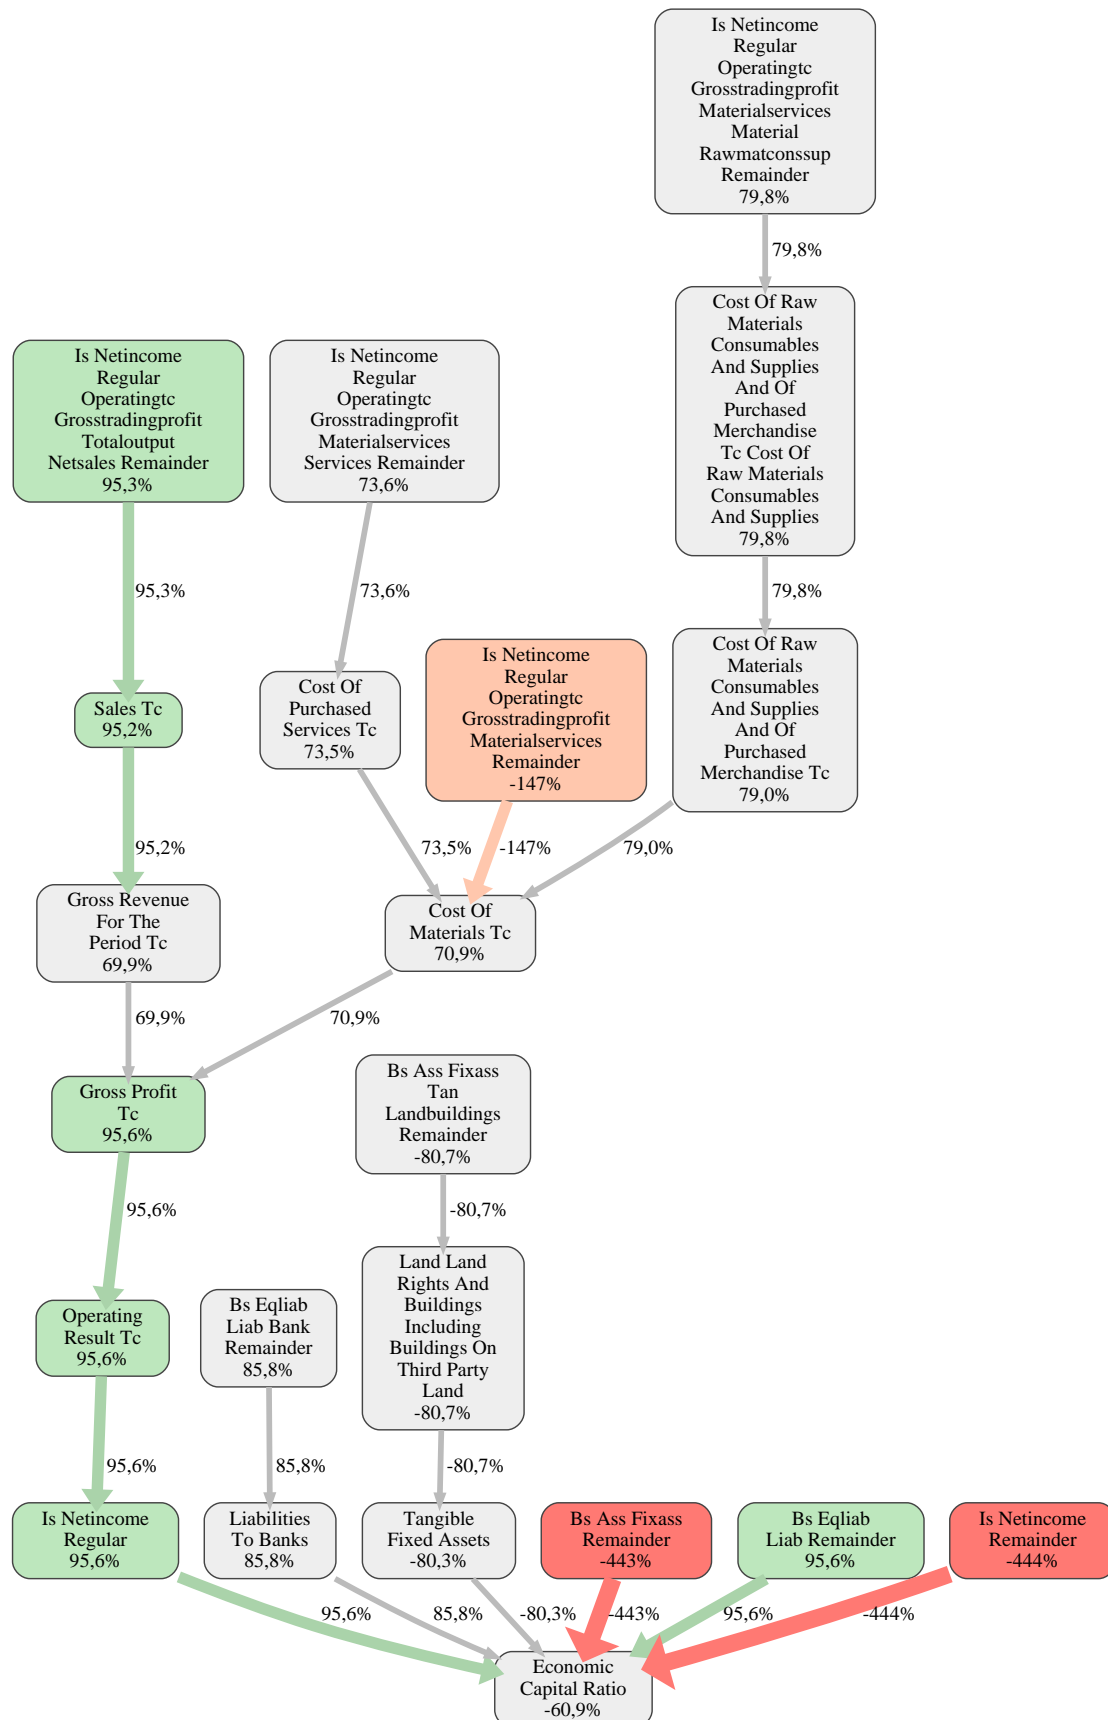 Is Netincome
Regular
Operatingtc
Grosstradingprofit
Materialservices
Material
Rawmatconssup
Remainder
79,8%
79,8%
Cost Of Raw
Materials
Consumables
And Supplies
And Of
Purchased
Merchandise
Tc Cost Of
Raw Materials
Consumables
And Supplies
79,8%
Is Netincome
Regular
Operatingtc
Grosstradingprofit
Totaloutput
Netsales Remainder
95,3%
Is Netincome
Regular
Operatingtc
Grosstradingprofit
Materialservices
Services Remainder
73,6%
95,3%
73,6%
79,8%
Sales Tc
95,2%
Cost Of
Purchased
Services Tc
73,5%
Is Netincome
Regular
Operatingtc
Grosstradingprofit
Materialservices
Remainder
-147%
Cost Of Raw
Materials
Consumables
And Supplies
And Of
Purchased
Merchandise Tc
79,0%
95,2%
73,5%
-147%
79,0%
Gross Revenue
For The
Period Tc
69,9%
Cost Of
Materials Tc
70,9%
69,9%
70,9%
Gross Profit
Tc
95,6%
Bs Ass Fixass
Tan
Landbuildings
Remainder
-80,7%
95,6%
-80,7%
Operating
Result Tc
95,6%
Bs Eqliab
Liab Bank
Remainder
85,8%
Land Land
Rights And
Buildings
Including
Buildings On
Third Party
Land
-80,7%
95,6%
85,8%
-80,7%
Is Netincome
Regular
95,6%
Liabilities
To Banks
85,8%
Tangible
Fixed Assets
-80,3%
Bs Ass Fixass
Remainder
-443%
Bs Eqliab
Liab Remainder
95,6%
Is Netincome
Remainder
-444%
95,6%
85,8%
-80,3%
-443%
95,6%
-444%
Economic
Capital Ratio
-60,9%